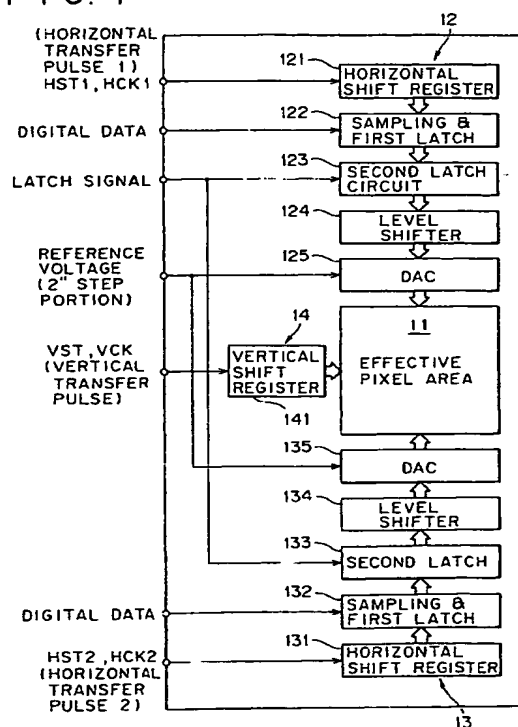 12
(HORIZONTAL
TRANSFER
PULSE 1)
HST1, HCK1
121
HORIZONTAL
SHIFT REGISTER
122
DIGITAL DATA
SAMPLING &
FIRST LATCH
123
LATCH SIGNAL
SECOND LATCH
CIRCUIT
124
LEVEL
SHIFTER
125
REFERENCE
VOLTAGE
(2" STEP
PORTION)
DAC
14
11
VST, VCK
(VERTICAL
TRANSFER
PULSE)
VERTICAL
SHIFT
REGISTER
141
EFFECTIVE
PIXEL AREA
135
DAC
134
LEVEL
SHIFTER
133
SECOND LATCH
132
DIGITAL DATA
SAMPLING &
FIRST LATCH
131
HST2, HCK2
(HORIZONTAL
TRANSFER
PULSE 2)
HORIZONTAL
SHIFT REGISTER
13